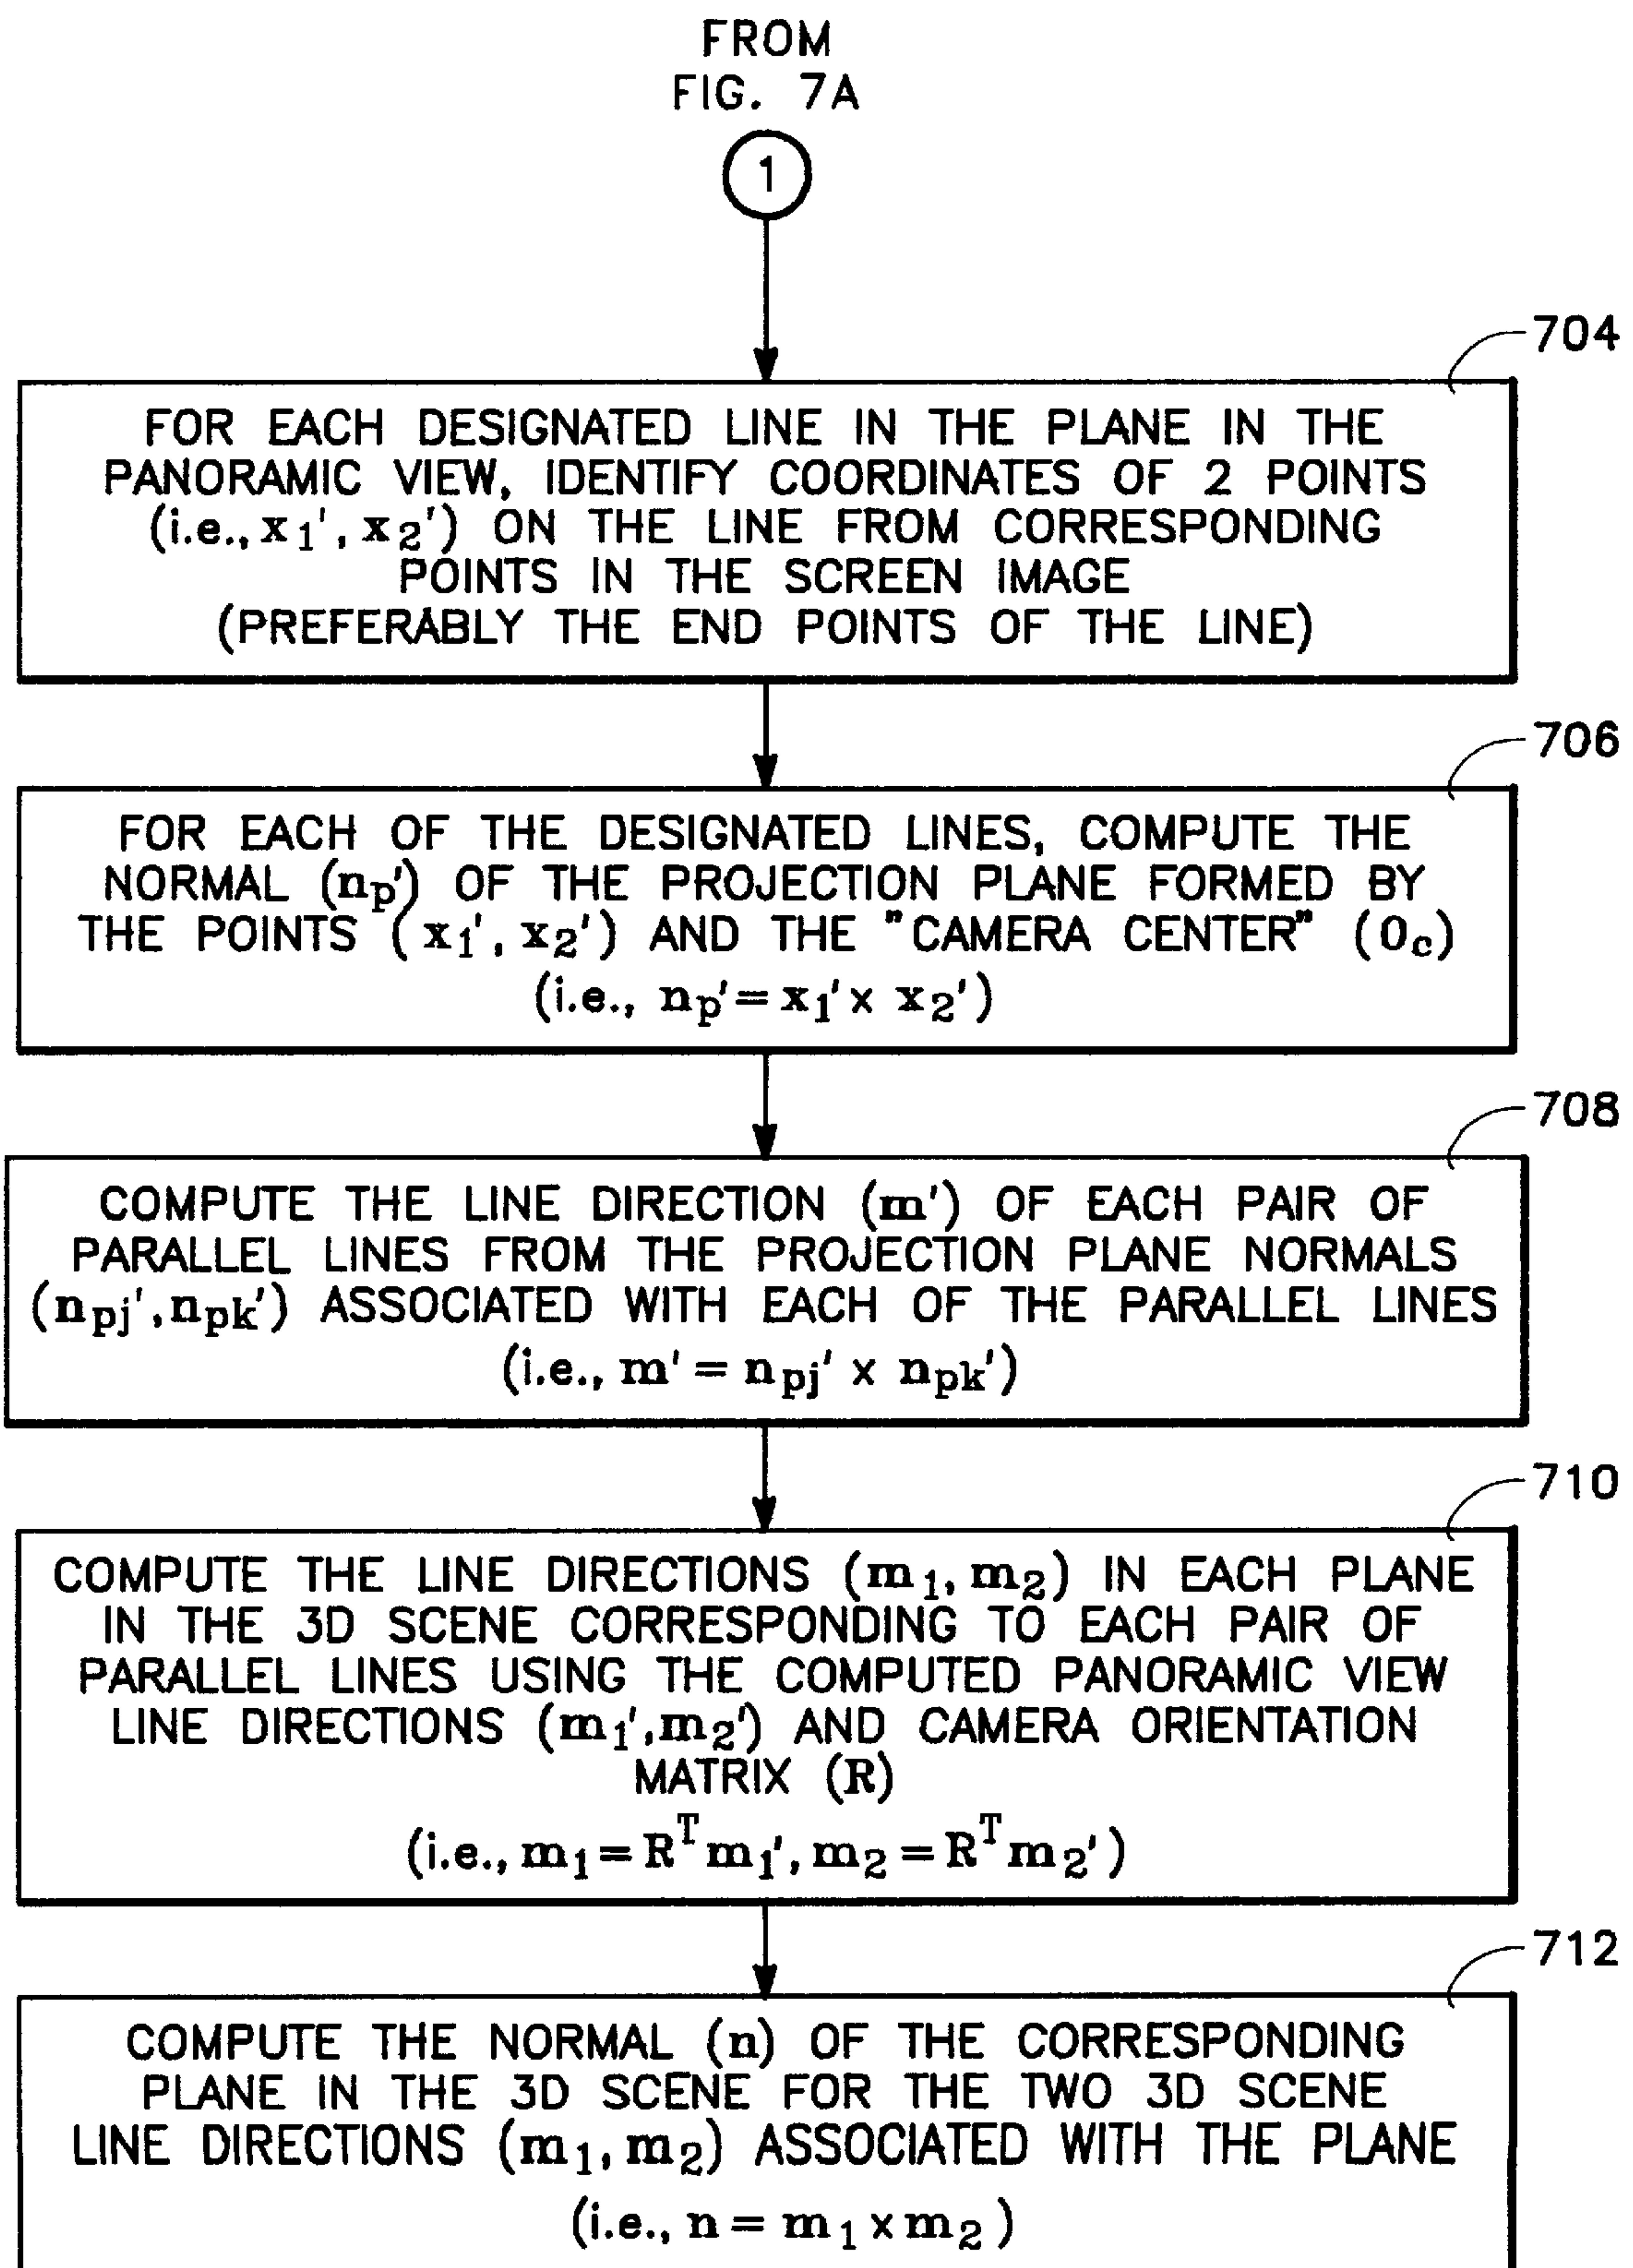 FROM
FIG. 7A
1
704
FOR EACH DESIGNATED LINE IN THE PLANE IN THE
PANORAMIC VIEW, IDENTIFY COORDINATES OF 2 POINTS
(i.e., x₁', x₂') ON THE LINE FROM CORRESPONDING
POINTS IN THE SCREEN IMAGE
(PREFERABLY THE END POINTS OF THE LINE)
706
FOR EACH OF THE DESIGNATED LINES, COMPUTE THE
NORMAL (nₚ') OF THE PROJECTION PLANE FORMED BY
THE POINTS (x₁', x₂') AND THE "CAMERA CENTER" (0c)
(i.e., nₚ' = x₁' x x₂')
708
COMPUTE THE LINE DIRECTION (m') OF EACH PAIR OF
PARALLEL LINES FROM THE PROJECTION PLANE NORMALS
(npj', npk') ASSOCIATED WITH EACH OF THE PARALLEL LINES
(i.e., m' = npj' x npk')
710
COMPUTE THE LINE DIRECTIONS (m₁, m₂) IN EACH PLANE
IN THE 3D SCENE CORRESPONDING TO EACH PAIR OF
PARALLEL LINES USING THE COMPUTED PANORAMIC VIEW
LINE DIRECTIONS (m₁', m₂') AND CAMERA ORIENTATION
MATRIX (R)
(i.e., m₁ = Rᵀm₁', m₂ = Rᵀm₂')
712
COMPUTE THE NORMAL (n) OF THE CORRESPONDING
PLANE IN THE 3D SCENE FOR THE TWO 3D SCENE
LINE DIRECTIONS (m₁, m₂) ASSOCIATED WITH THE PLANE
(i.e., n = m₁ x m₂)